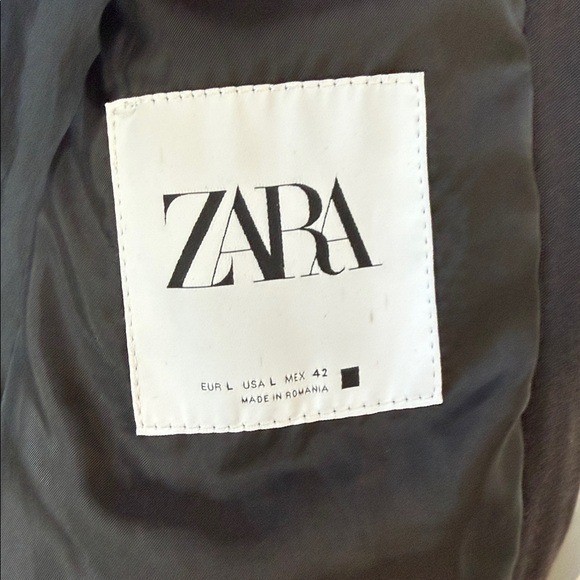 ZARA
EUR L USA L MEX 42
MADE IN ROMANIA